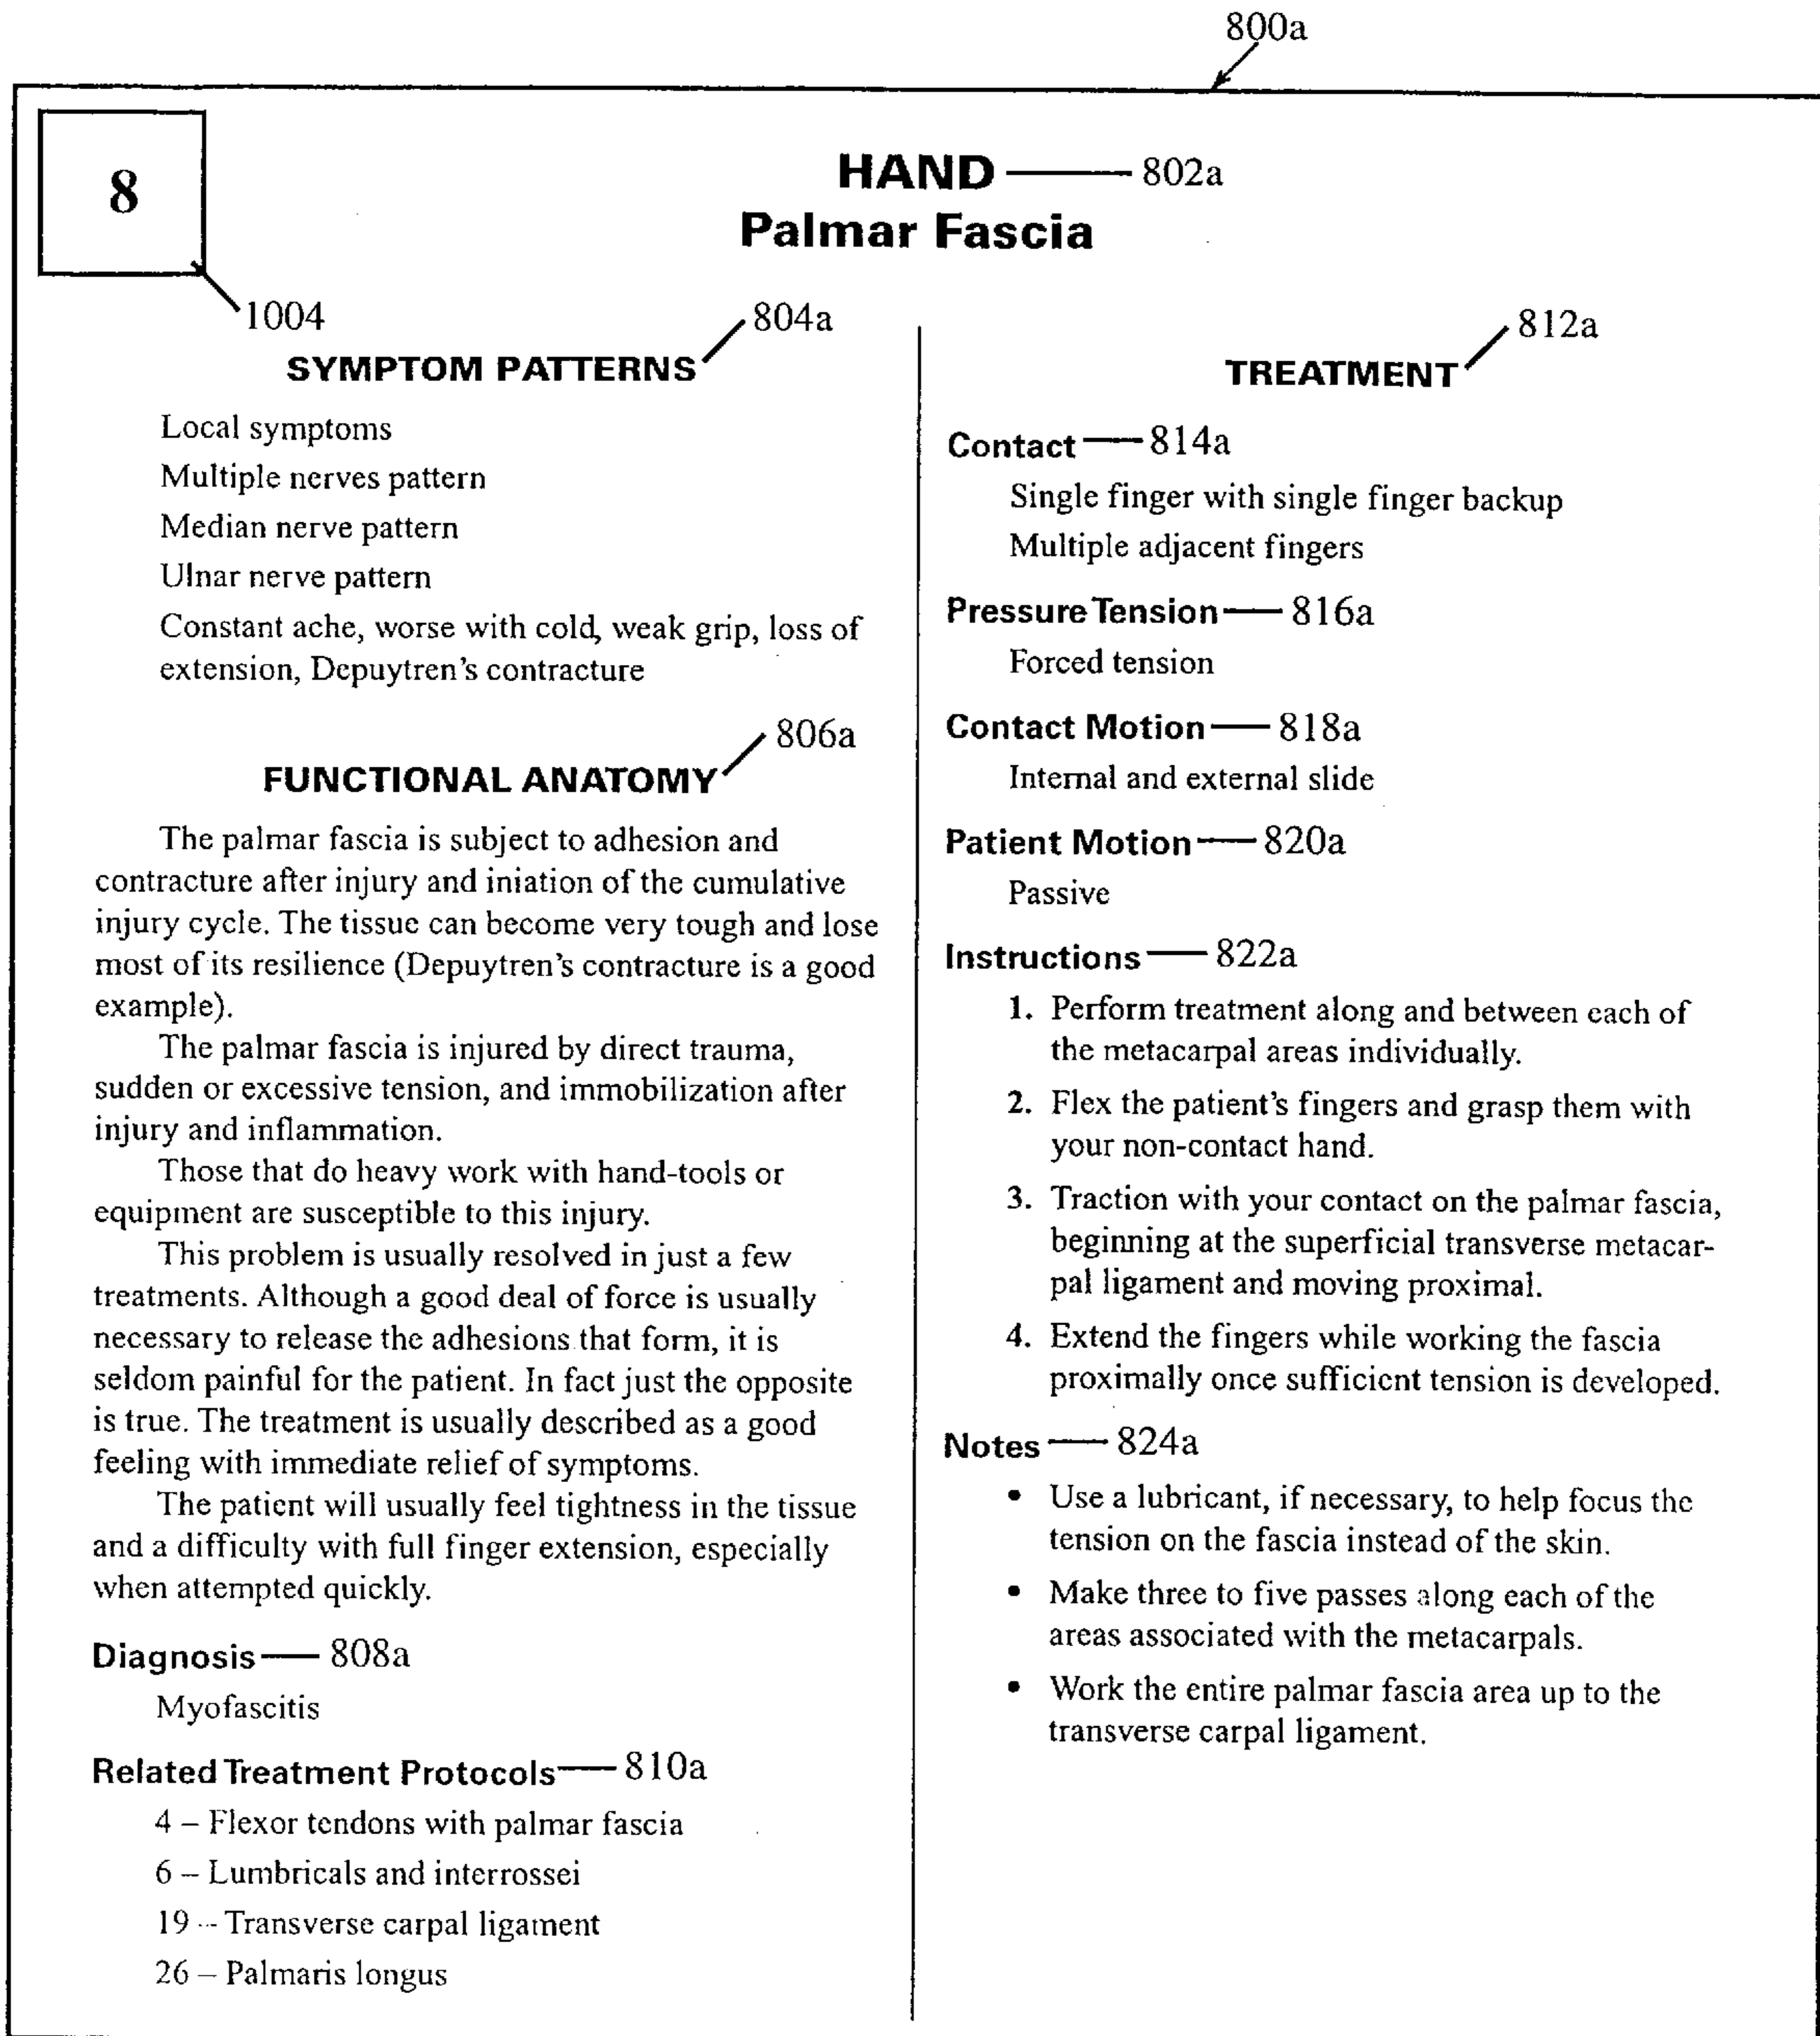 800a
8
HAND 802a
Palmar Fascia
1004
804a
SYMPTOM PATTERNS
Local symptoms
Multiple nerves pattern
Median nerve pattern
Ulnar nerve pattern
Constant ache, worse with cold, weak grip, loss of
extension, Depuytren's contracture
806a
FUNCTIONAL ANATOMY
The palmar fascia is subject to adhesion and
contracture after injury and iniation of the cumulative
injury cycle. The tissue can become very tough and lose
most of its resilience (Depuytren's contracture is a good
example).
The palmar fascia is injured by direct trauma,
sudden or excessive tension, and immobilization after
injury and inflammation.
Those that do heavy work with hand-tools or
equipment are susceptible to this injury.
This problem is usually resolved in just a few
treatments. Although a good deal of force is usually
necessary to release the adhesions that form, it is
seldom painful for the patient. In fact just the opposite
is true. The treatment is usually described as a good
feeling with immediate relief of symptoms.
The patient will usually feel tightness in the tissue
and a difficulty with full finger extension, especially
when attempted quickly.
Diagnosis 808a
Myofascitis
Related Treatment Protocols 810a
4 – Flexor tendons with palmar fascia
6 – Lumbricals and interrossei
19 – Transverse carpal ligament
26 – Palmaris longus
812a
TREATMENT
Contact 814a
Single finger with single finger backup
Multiple adjacent fingers
Pressure Tension 816a
Forced tension
Contact Motion 818a
Internal and external slide
Patient Motion 820a
Passive
Instructions 822a
1. Perform treatment along and between each of
the metacarpal areas individually.
2. Flex the patient's fingers and grasp them with
your non-contact hand.
3. Traction with your contact on the palmar fascia,
beginning at the superficial transverse metacar-
pal ligament and moving proximal.
4. Extend the fingers while working the fascia
proximally once sufficient tension is developed.
Notes 824a
• Use a lubricant, if necessary, to help focus the
tension on the fascia instead of the skin.
• Make three to five passes along each of the
areas associated with the metacarpals.
• Work the entire palmar fascia area up to the
transverse carpal ligament.